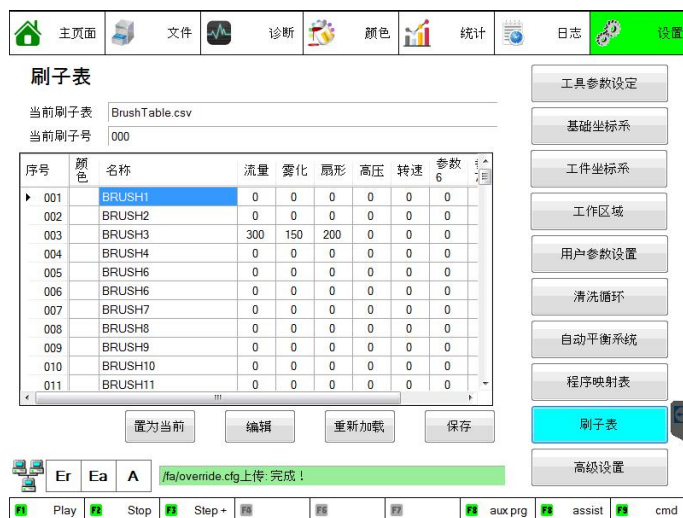 主页面 文件 诊断 颜色 统计 日志 设置
刷子表
当前刷子表 BrushTable.csv
当前刷子号 000
序号 颜色 名称 流量 雾化 扇形 高压 转速 参数6
001 BRUSH1 0 0 0 0 0 0
002 BRUSH2 0 0 0 0 0 0
003 BRUSH3 300 150 200 0 0 0
004 BRUSH4 0 0 0 0 0 0
005 BRUSH6 0 0 0 0 0 0
006 BRUSH6 0 0 0 0 0 0
007 BRUSH7 0 0 0 0 0 0
008 BRUSH8 0 0 0 0 0 0
009 BRUSH9 0 0 0 0 0 0
010 BRUSH10 0 0 0 0 0 0
011 BRUSH11 0 0 0 0 0 0
置为当前 编辑 重新加载 保存
工具参数设定
基础坐标系
工件坐标系
工作区域
用户参数设置
清洗循环
自动平衡系统
程序映射表
刷子表
高级设置
Er Ea A /fa/override.cfg上传: 完成！
F1 Play F2 Stop F3 Step+ F4 F6 F7 F8 aux prg F8 assist F9 cmd